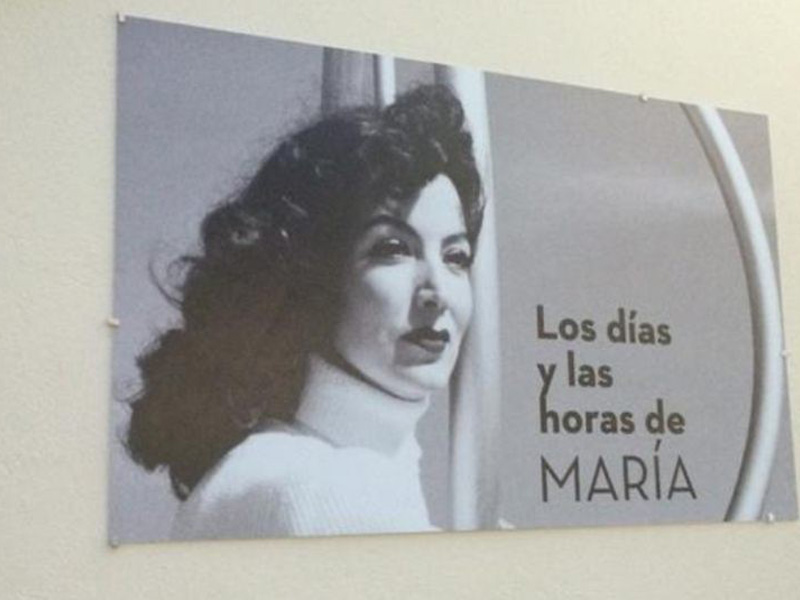 Los días
y las
horas de
MARÍA